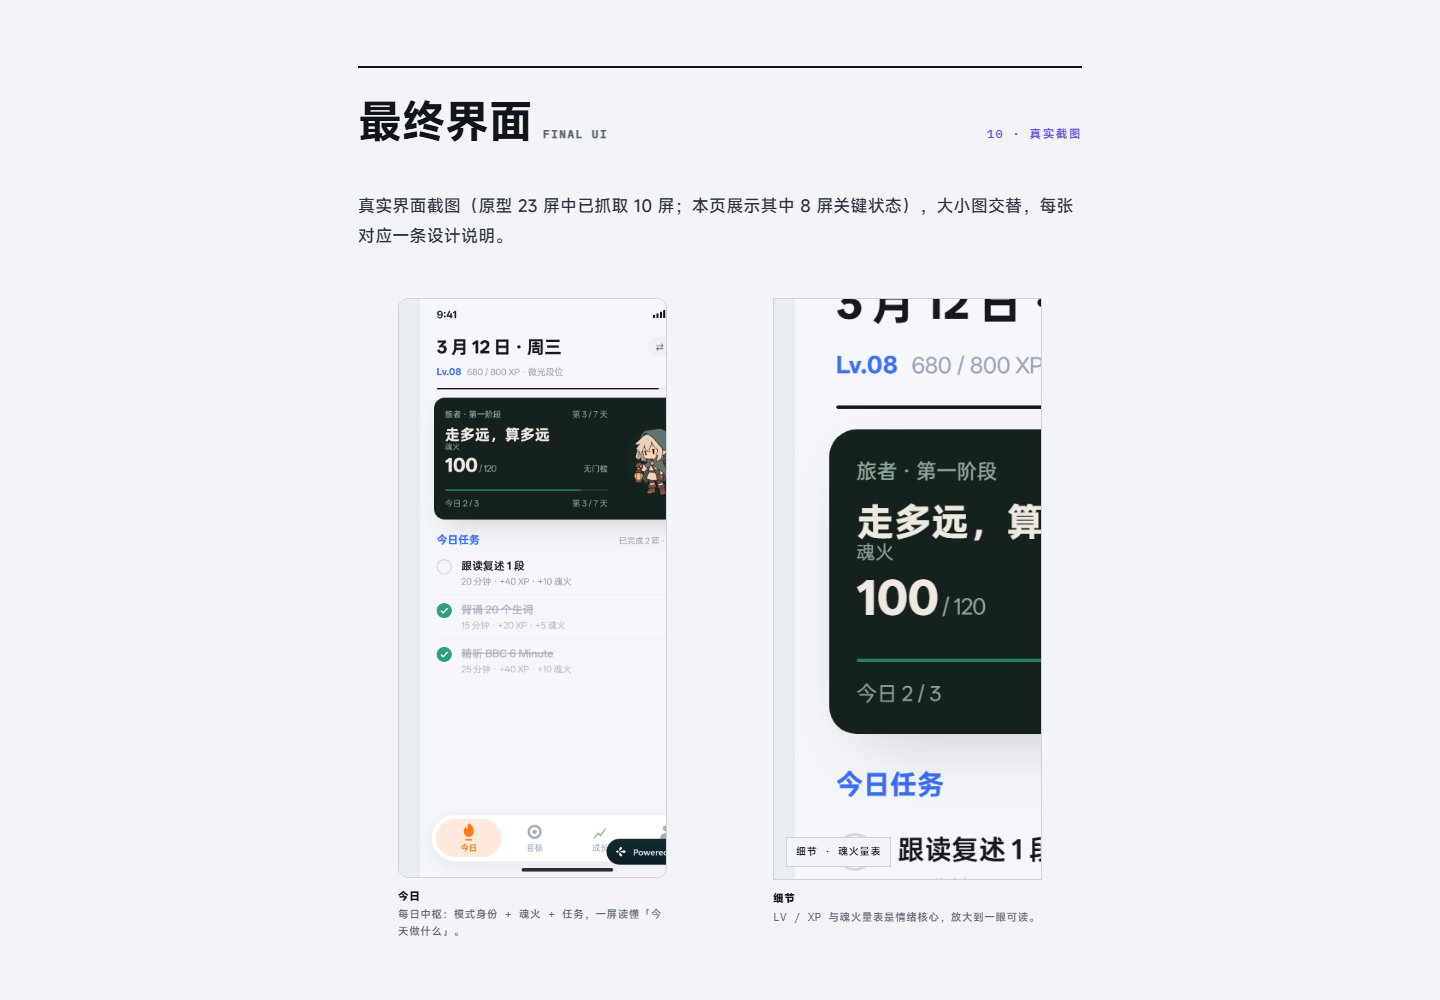 最终界面 FINAL UI
10 · 真实截图
真实界面截图（原型 23 屏中已抓取 10 屏；本页展示其中 8 屏关键状态），大小图交替，每张
对应一条设计说明。
9:41
3 月 12 日 · 周三
Lv.08 680 / 800 XP · 微光段位
旅者 · 第一阶段 第 3 / 7 天
走多远，算多远
魂火
100 / 120 无门槛
今日 2 / 3 第 3 / 7 天
今日任务 已完成 2 项 ·
跟读复述 1 段
20 分钟 · +40 XP · +10 魂火
背诵 20 个生词
15 分钟 · +20 XP · +5 魂火
精听 BBC 6 Minute
25 分钟 · +40 XP · +10 魂火
今日 目标 成长
Powered
今日
每日中枢：模式身份 + 魂火 + 任务，一屏读懂「今
天做什么」。
3 月 12 日 ·
Lv.08 680 / 800 XP
旅者 · 第一阶段
走多远，算
魂火
100 / 120
今日 2 / 3
今日任务
跟读复述 1 段
细节 · 魂火量表
细节
LV / XP 与魂火量表是情绪核心，放大到一眼可读。